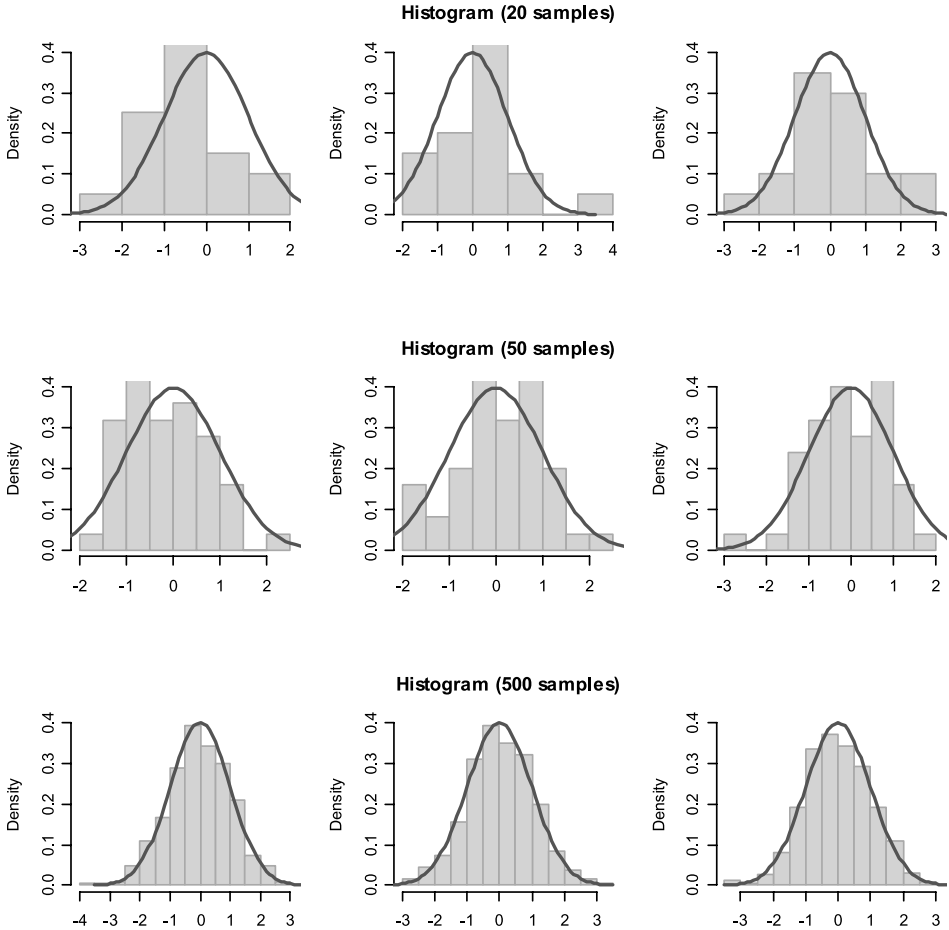 Histogram (20 samples)
Density
0.0 0.1 0.2 0.3 0.4
-3 -2 -1 0 1 2
Density
0.0 0.1 0.2 0.3 0.4
-2 -1 0 1 2 3 4
Density
0.0 0.1 0.2 0.3 0.4
-3 -2 -1 0 1 2 3
Histogram (50 samples)
Density
0.0 0.1 0.2 0.3 0.4
-2 -1 0 1 2
Density
0.0 0.1 0.2 0.3 0.4
-2 -1 0 1 2
Density
0.0 0.1 0.2 0.3 0.4
-3 -2 -1 0 1 2
Histogram (500 samples)
Density
0.0 0.1 0.2 0.3 0.4
-4 -3 -2 -1 0 1 2 3
Density
0.0 0.1 0.2 0.3 0.4
-3 -2 -1 0 1 2 3
Density
0.0 0.1 0.2 0.3 0.4
-3 -2 -1 0 1 2 3